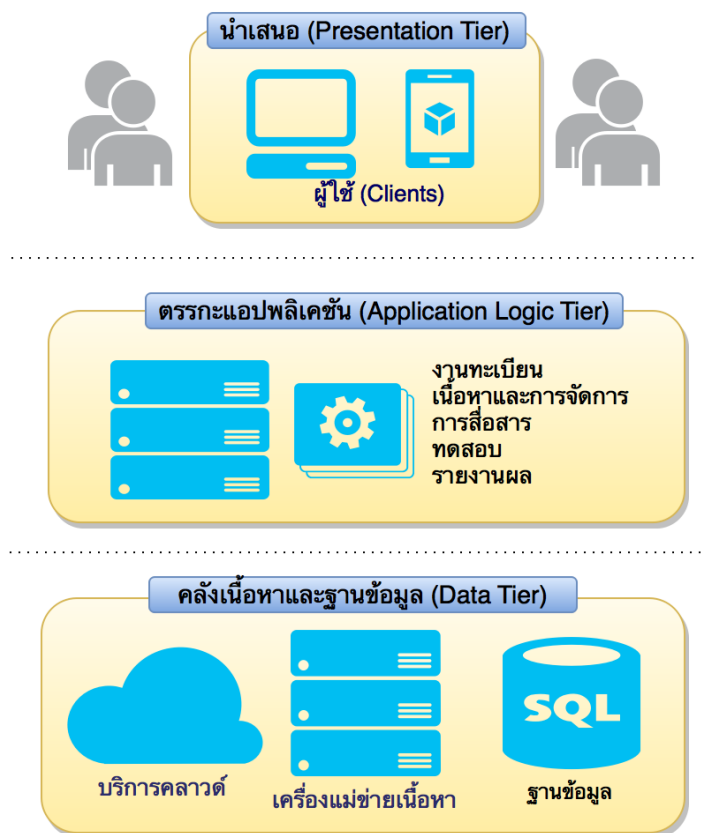 นำเสนอ (Presentation Tier)
ผู้ใช้ (Clients)
ตรรกะแอปพลิเคชัน (Application Logic Tier)
งานทะเบียน
เนื้อหาและการจัดการ
การสื่อสาร
ทดสอบ
รายงานผล
คลังเนื้อหาและฐานข้อมูล (Data Tier)
SQL
บริการคลาวด์
เครื่องแม่ข่ายเนื้อหา
ฐานข้อมูล